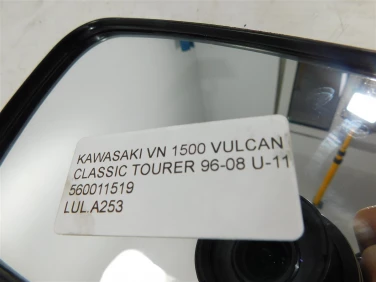 KAWASAKI VN 1500 VULCAN
CLASSIC TOURER 96-08 U-11
560011519
LUL.A253